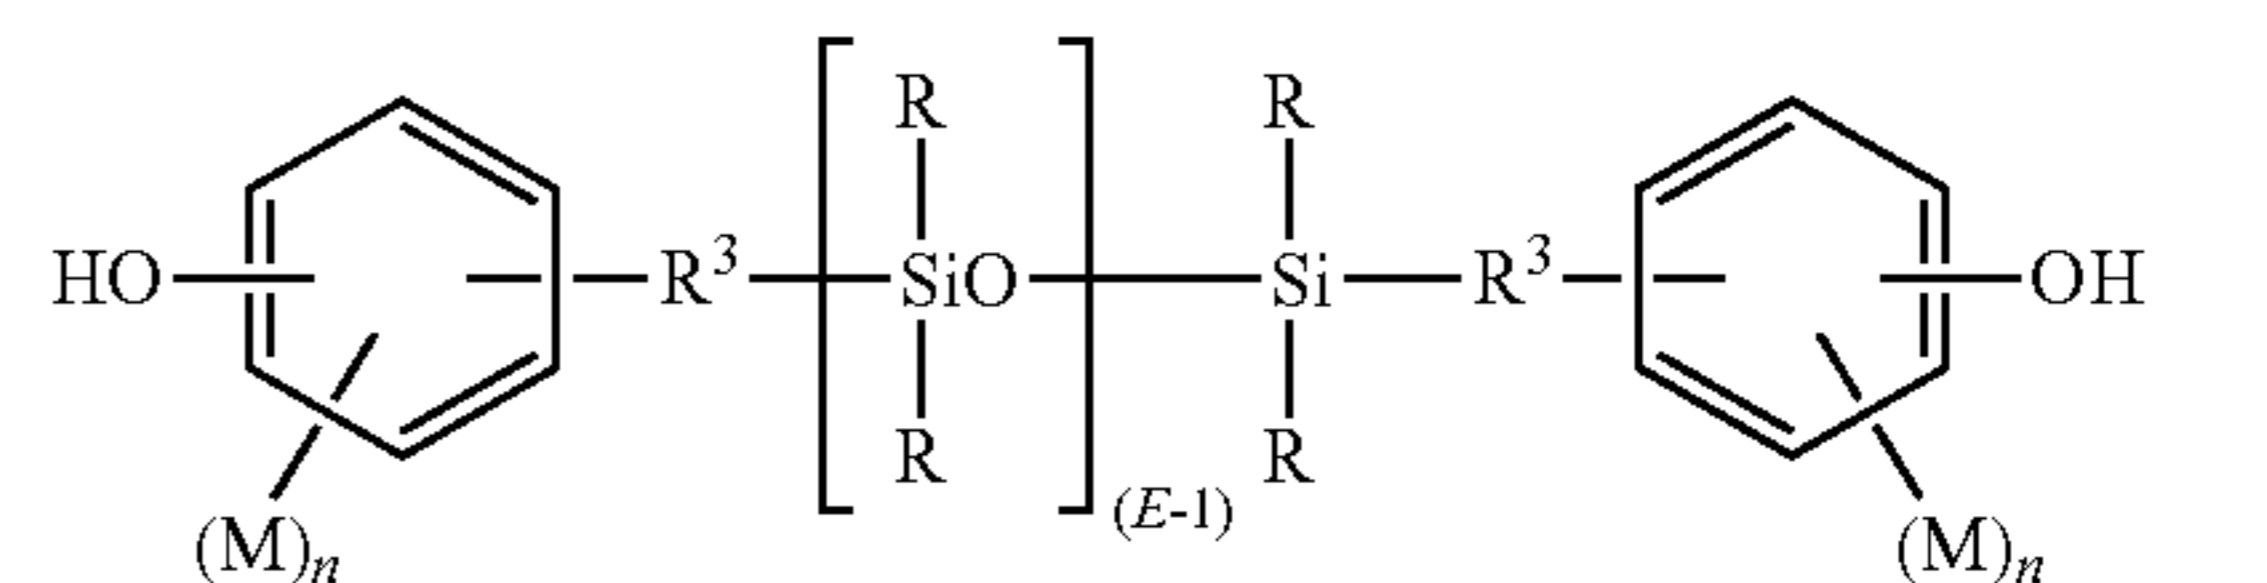 R R
HO R³ SiO Si R³ OH
R R
(E-1)
(M)n (M)n